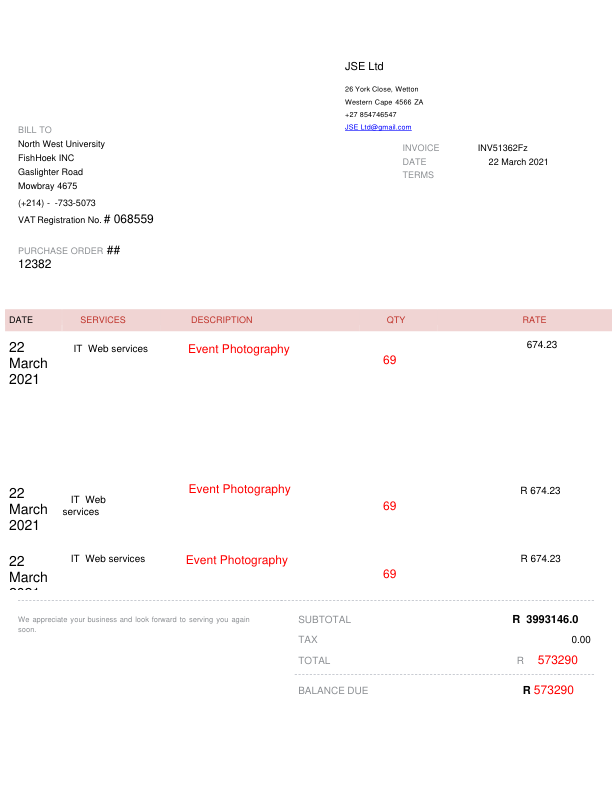 JSE Ltd
26 York Close, Wetton
Western Cape 4566 ZA
+27 854746547
JSE Ltd@gmail.com
BILL TO
North West University
FishHoek INC
Gaslighter Road
Mowbray 4675
(+214) - -733-5073
VAT Registration No. # 068559
INVOICE INV51362Fz
DATE 22 March 2021
TERMS
PURCHASE ORDER ##
12382
DATE SERVICES DESCRIPTION QTY RATE
22 March 2021 IT Web services Event Photography 69 674.23
22 March 2021 IT Web services Event Photography 69 R 674.23
22 March 2021 IT Web services Event Photography 69 R 674.23
We appreciate your business and look forward to serving you again
soon.
SUBTOTAL R 3993146.0
TAX 0.00
TOTAL R 573290
BALANCE DUE R 573290